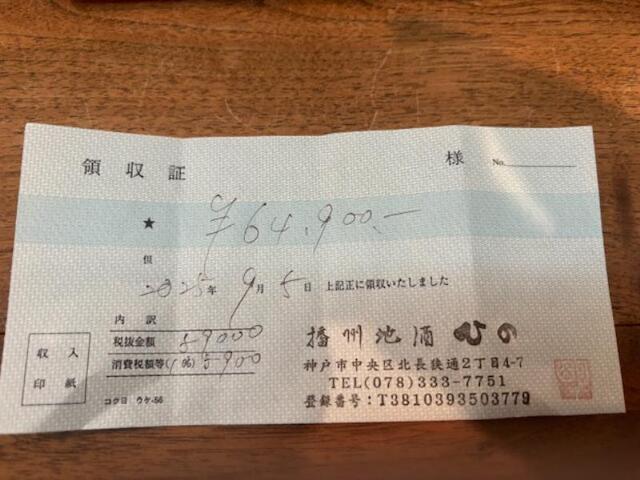 領収証 様 No.
★ ¥64,900.-
但
2025年 9月 5日 上記正に領収いたしました
内訳
税抜金額 59000
消費税額等( %) 5900
収入
印紙
コクヨ ウケ-56
播州地酒 ひの
神戸市中央区北長狭通2丁目4-7
TEL(078)333-7751
登録番号:T3810393503779